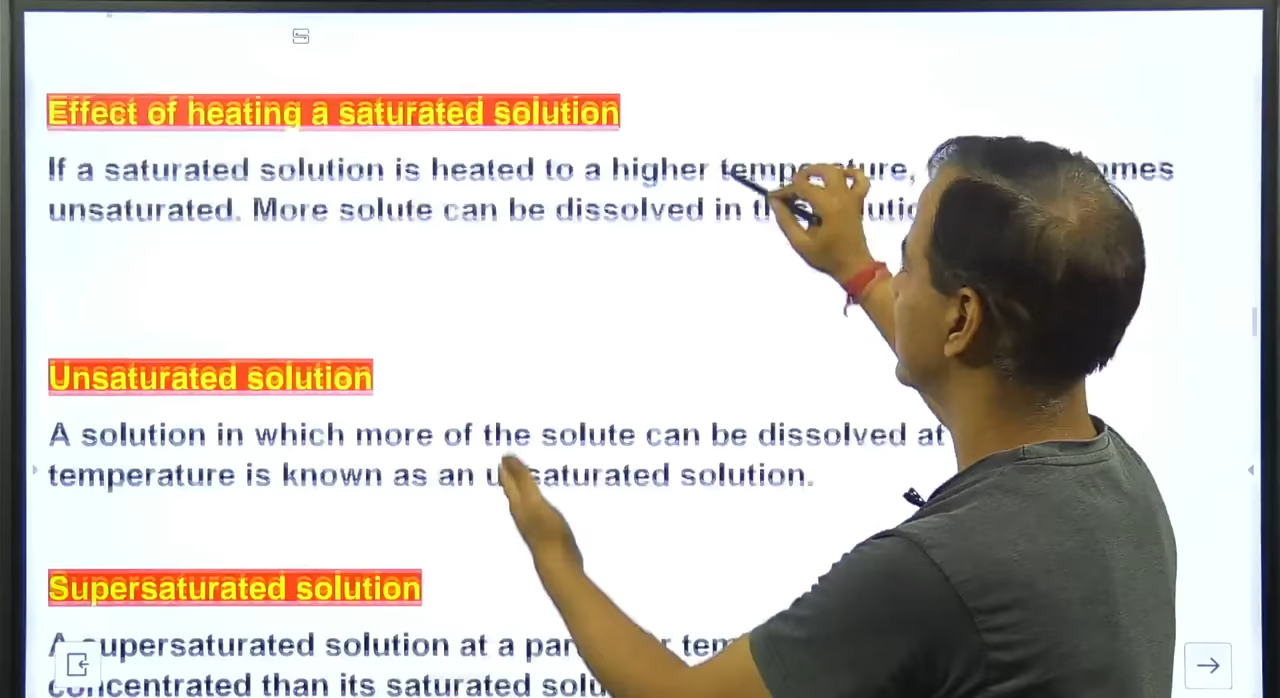 Effect of heating a saturated solution
If a saturated solution is heated to a higher temperature,
unsaturated. More solute can be dissolved in
Unsaturated solution
A solution in which more of the solute can be dissolved at
temperature is known as an unsaturated solution.
Supersaturated solution
A supersaturated solution at a
concentrated than its saturated